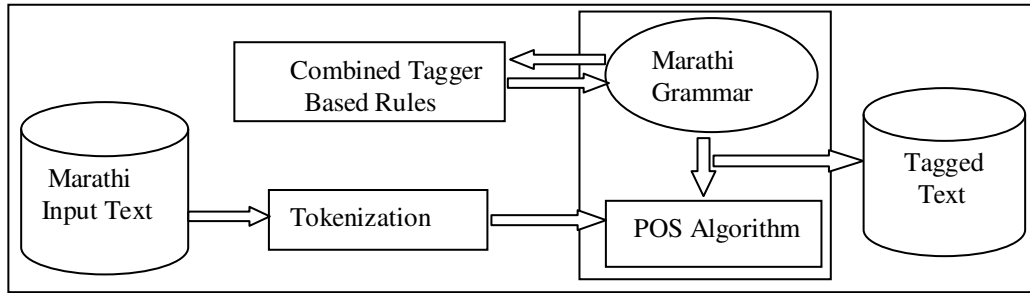 Combined Tagger
Based Rules
Marathi
Grammar
Marathi
Input Text
Tokenization
POS Algorithm
Tagged
Text